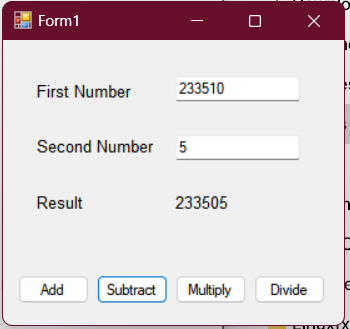 Form1
First Number 233510
Second Number 5
Result 233505
Add Subtract Multiply Divide